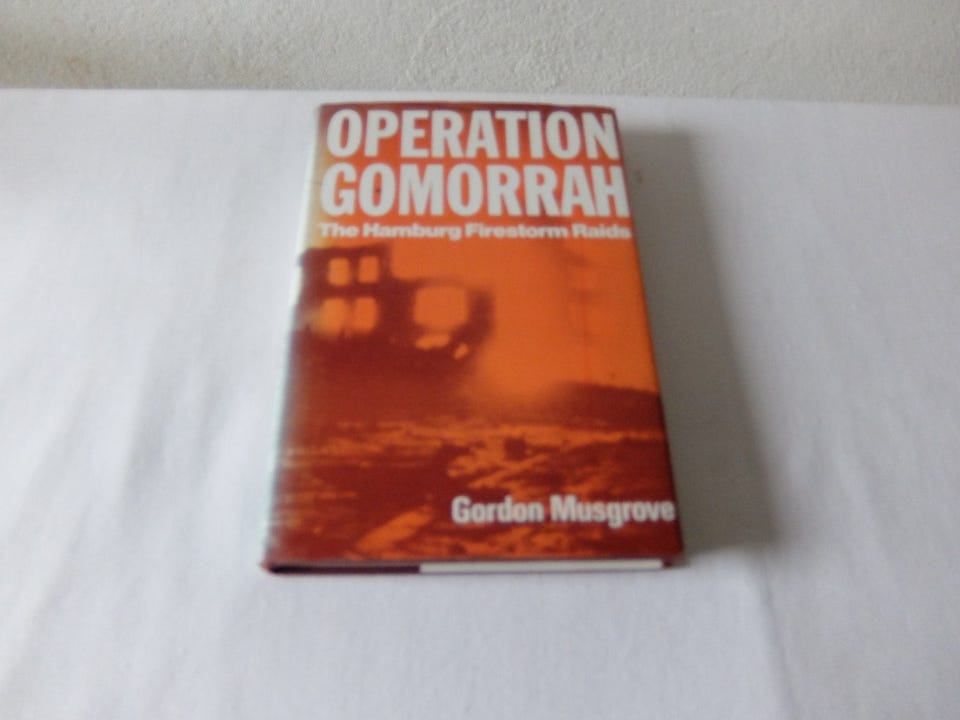 OPERATION
GOMORRAH
The Hamburg Firestorm Raids
Gordon Musgrove